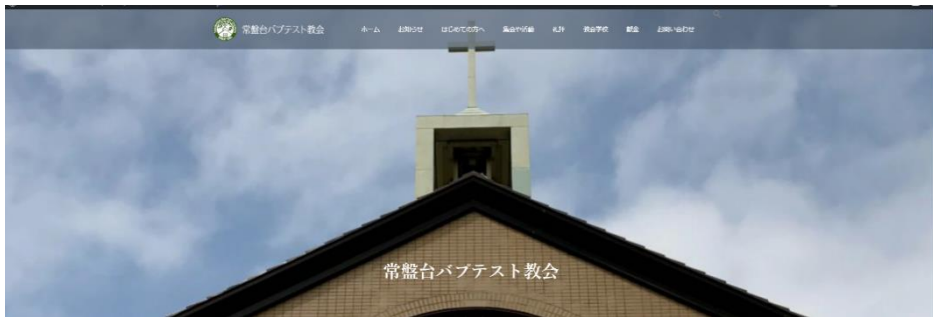 常盤台バプテスト教会
ホーム
お知らせ
はじめての方へ
集会や活動
礼拝
教会学校
献金
お問い合わせ
常盤台バプテスト教会